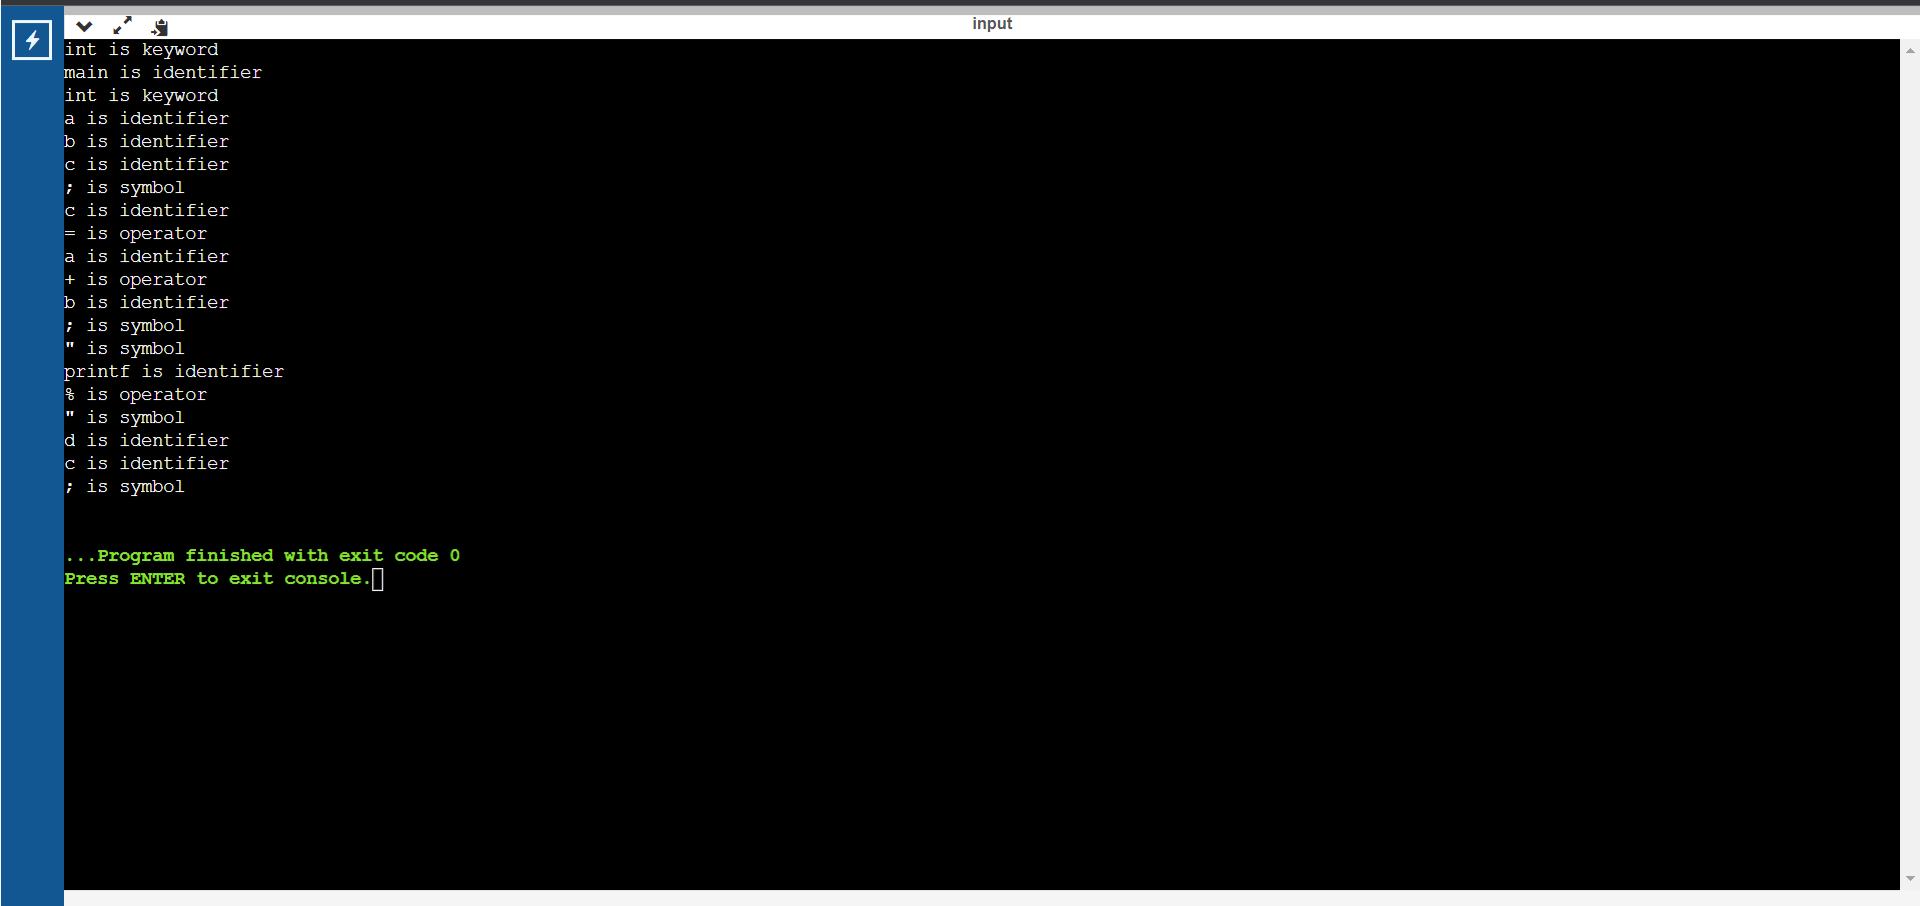 input
int is keyword
main is identifier
int is keyword
a is identifier
b is identifier
c is identifier
; is symbol
c is identifier
= is operator
a is identifier
+ is operator
b is identifier
; is symbol
" is symbol
printf is identifier
% is operator
" is symbol
d is identifier
c is identifier
; is symbol
...Program finished with exit code 0
Press ENTER to exit console.